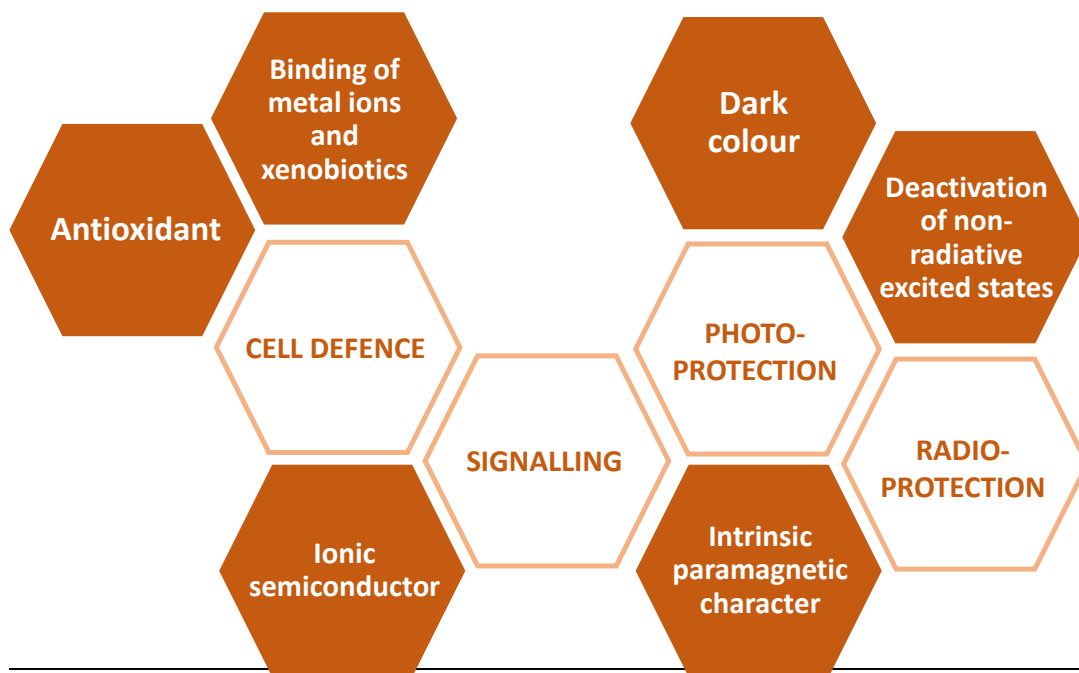 Binding of
metal ions
and
xenobiotics
Dark
colour
Antioxidant
Deactivation
of non-
radiative
excited states
CELL DEFENCE
PHOTO-
PROTECTION
SIGNALLING
RADIO-
PROTECTION
Ionic
semiconductor
Intrinsic
paramagnetic
character